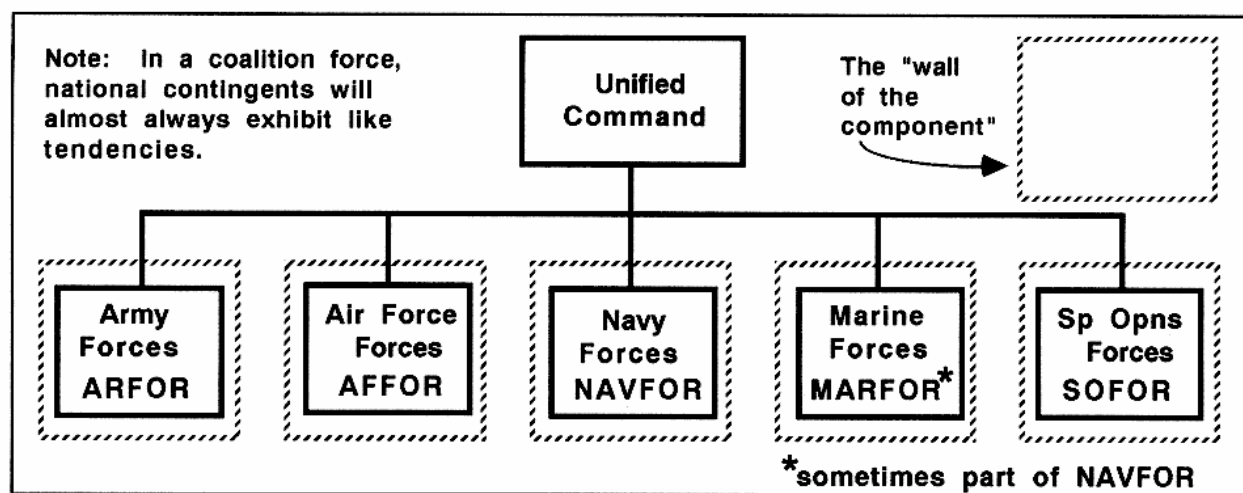 Note: In a coalition force,
national contingents will
almost always exhibit like
tendencies.
Unified
Command
The "wall
of the
component"
Army
Forces
ARFOR
Air Force
Forces
AFFOR
Navy
Forces
NAVFOR
Marine
Forces
MARFOR*
Sp Opns
Forces
SOFOR
*sometimes part of NAVFOR